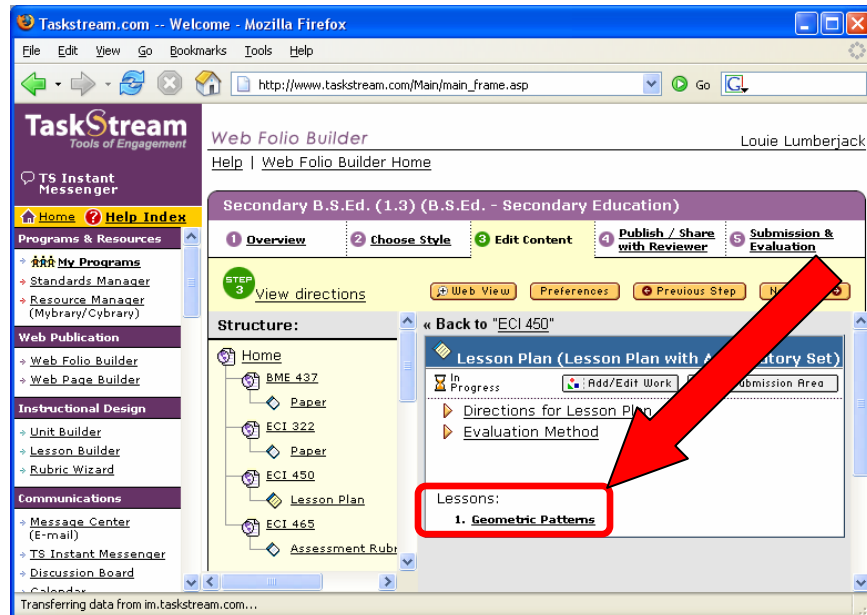 Taskstream.com -- Welcome - Mozilla Firefox
File Edit View Go Bookmarks Tools Help
http://www.taskstream.com/Main/main_frame.asp Go G
TaskStream
Tools of Engagement
TS Instant
Messenger
Home Help Index
Programs & Resources
My Programs
Standards Manager
Resource Manager
(Mybrary/Cybrary)
Web Publication
Web Folio Builder
Web Page Builder
Instructional Design
Unit Builder
Lesson Builder
Rubric Wizard
Communications
Message Center
(E-mail)
TS Instant Messenger
Discussion Board
Calendar
Web Folio Builder
Louie Lumberjack
Help | Web Folio Builder Home
Secondary B.S.Ed. (1.3) (B.S.Ed. - Secondary Education)
1 Overview
2 Choose Style
3 Edit Content
4 Publish / Share
with Reviewer
5 Submission &
Evaluation
STEP
3
View directions
Web View Preferences Previous Step
Structure:
Home
BME 437
Paper
ECI 322
Paper
ECI 450
Lesson Plan
ECI 465
Assessment Rubr
« Back to "ECI 450"
Lesson Plan (Lesson Plan with
In
Progress
Add/Edit Work
ubmission Area
Directions for Lesson Plan
Evaluation Method
Lessons:
1. Geometric Patterns
Transferring data from im.taskstream.com...